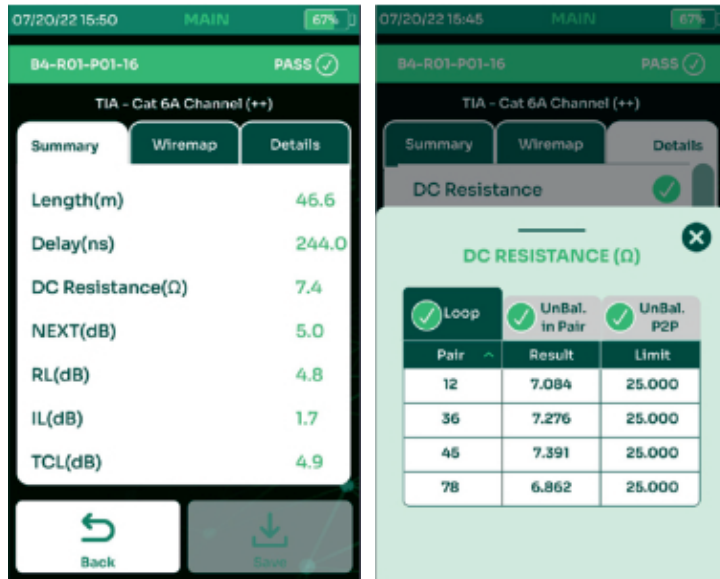 07/20/22 15:50 MAIN 67%
B4-R01-P01-16 PASS
TIA - Cat 6A Channel (++)
Summary Wiremap Details
Length(m) 46.6
Delay(ns) 244.0
DC Resistance(Ω) 7.4
NEXT(dB) 5.0
RL(dB) 4.8
IL(dB) 1.7
TCL(dB) 4.9
Back Save
07/20/22 15:45 MAIN 67%
B4-R01-P01-16 PASS
TIA - Cat 6A Channel (++)
Summary Wiremap Details
DC Resistance
DC RESISTANCE (Ω)
Loop UnBal. in Pair UnBal. P2P
Pair Result Limit
12 7.084 25.000
36 7.276 25.000
45 7.391 25.000
78 6.862 25.000